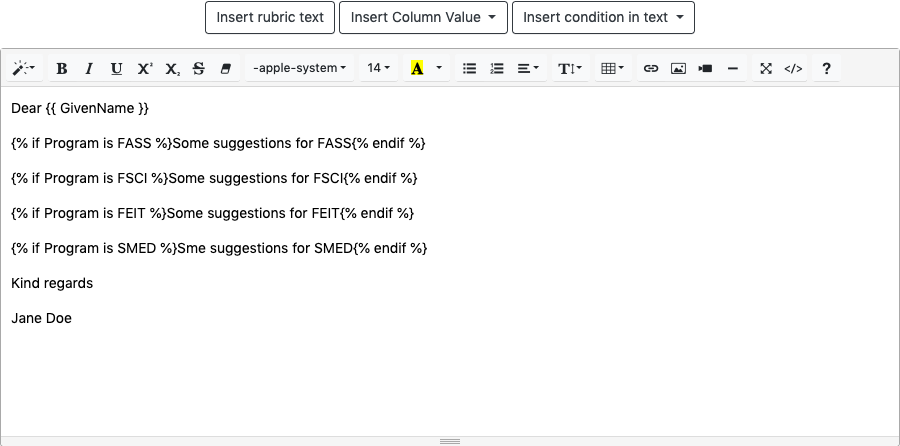 Insert rubric text Insert Column Value Insert condition in text
B I U X² X₂ S -apple-system 14 A T </> ?
Dear {{ GivenName }}
{% if Program is FASS %}Some suggestions for FASS{% endif %}
{% if Program is FSCI %}Some suggestions for FSCI{% endif %}
{% if Program is FEIT %}Some suggestions for FEIT{% endif %}
{% if Program is SMED %}Sme suggestions for SMED{% endif %}
Kind regards
Jane Doe